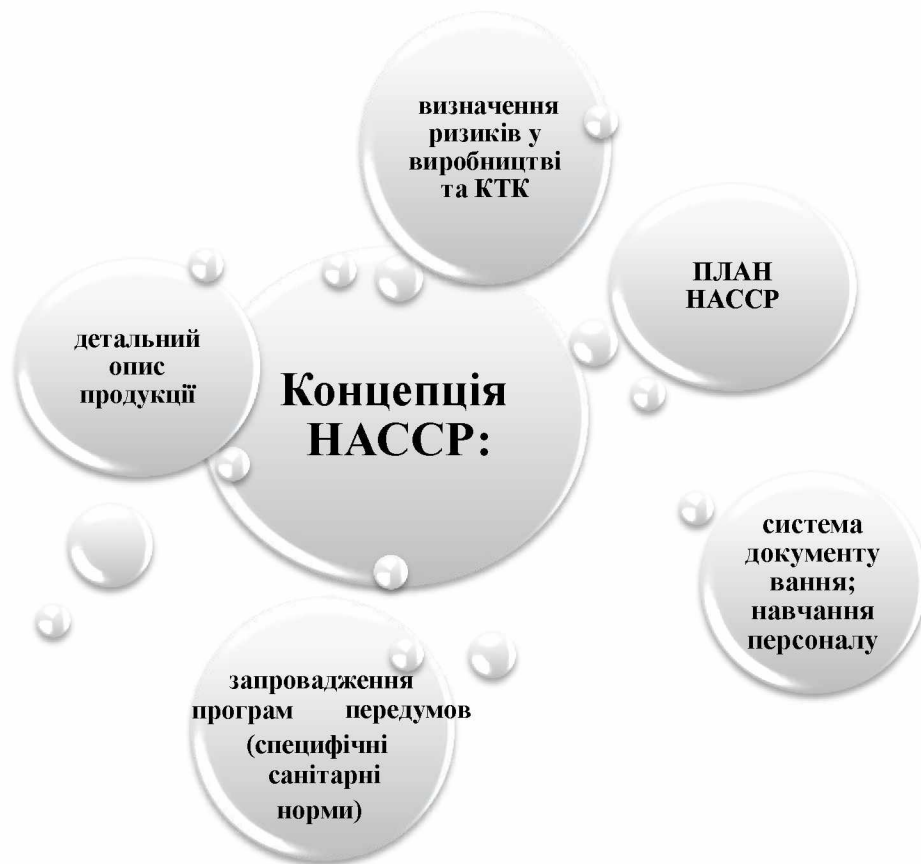 визначення
ризиків у
виробництві
та КТК
ПЛАН
НАССР
детальний
опис
продукції
Концепція
НАССР:
система
документу
вання;
навчання
персоналу
запровадження
програм передумов
(специфічні
санітарні
норми)